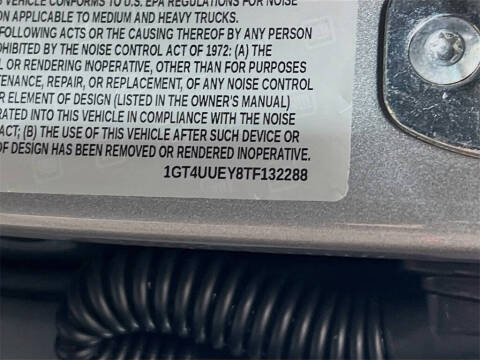 VEHICLE CONFORMS TO U.S. EPA REGULATIONS FOR NOISE
ON APPLICABLE TO MEDIUM AND HEAVY TRUCKS.
FOLLOWING ACTS OR THE CAUSING THEREOF BY ANY PERSON
OHIBITED BY THE NOISE CONTROL ACT OF 1972: (A) THE
L OR RENDERING INOPERATIVE, OTHER THAN FOR PURPOSES
TENANCE, REPAIR, OR REPLACEMENT, OF ANY NOISE CONTROL
R ELEMENT OF DESIGN (LISTED IN THE OWNER'S MANUAL)
RATED INTO THIS VEHICLE IN COMPLIANCE WITH THE NOISE
ACT; (B) THE USE OF THIS VEHICLE AFTER SUCH DEVICE OR
OF DESIGN HAS BEEN REMOVED OR RENDERED INOPERATIVE.
1GT4UUEY8TF132288